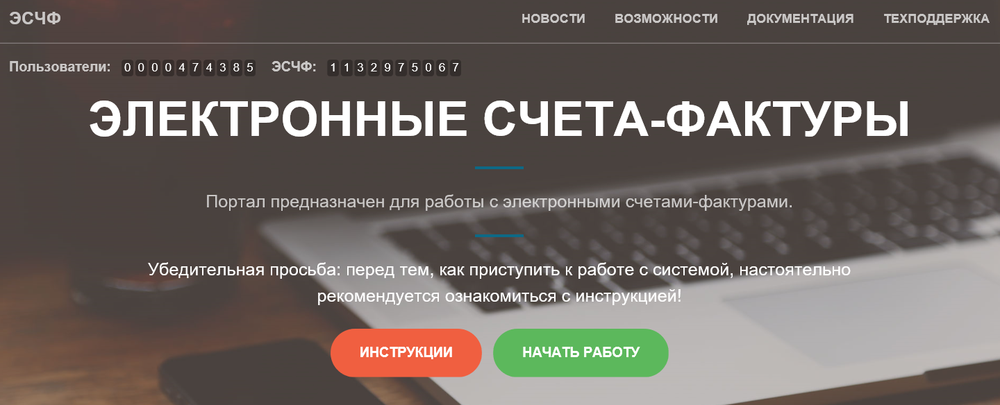 ЭСЧФ НОВОСТИ ВОЗМОЖНОСТИ ДОКУМЕНТАЦИЯ ТЕХПОДДЕРЖКА
Пользователи: 0000474385 ЭСЧФ: 1132975067
ЭЛЕКТРОННЫЕ СЧЕТА-ФАКТУРЫ
Портал предназначен для работы с электронными счетами-фактурами.
Убедительная просьба: перед тем, как приступить к работе с системой, настоятельно
рекомендуется ознакомиться с инструкцией!
ИНСТРУКЦИИ НАЧАТЬ РАБОТУ